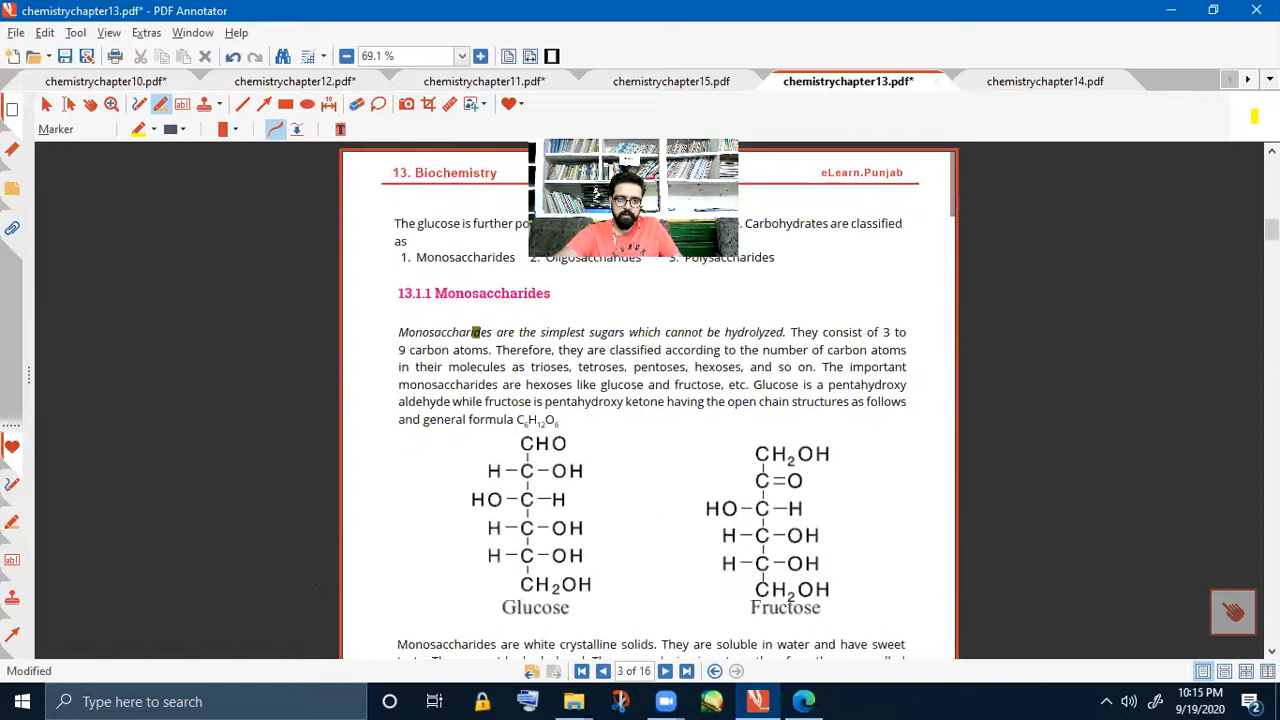 chemistrychapter13.pdf* - PDF Annotator
File Edit Tool View Extras Window Help
69.1 %
chemistrychapter10.pdf* chemistrychapter12.pdf* chemistrychapter11.pdf* chemistrychapter15.pdf chemistrychapter13.pdf* chemistrychapter14.pdf
Marker
13. Biochemistry eLearn.Punjab
The glucose is further . Carbohydrates are classified
as
1. Monosaccharides 2. Oligosaccharides 3. Polysaccharides
13.1.1 Monosaccharides
Monosaccharides are the simplest sugars which cannot be hydrolyzed. They consist of 3 to
9 carbon atoms. Therefore, they are classified according to the number of carbon atoms
in their molecules as trioses, tetroses, pentoses, hexoses, and so on. The important
monosaccharides are hexoses like glucose and fructose, etc. Glucose is a pentahydroxy
aldehyde while fructose is pentahydroxy ketone having the open chain structures as follows
and general formula C₆H₁₂O₆
CHO
H-C-OH
HO-C-H
H-C-OH
H-C-OH
CH₂OH
Glucose
CH₂OH
C=O
HO-C-H
H-C-OH
H-C-OH
CH₂OH
Fructose
Monosaccharides are white crystalline solids. They are soluble in water and have sweet
Modified 3 of 16
Type here to search
10:15 PM
9/19/2020
2